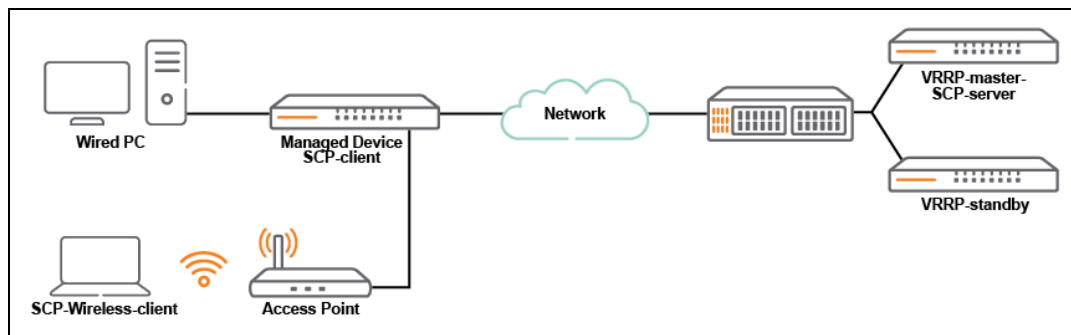 Wired PC
Managed Device
SCP-client
Network
VRRP-master-
SCP-server
VRRP-standby
SCP-Wireless-client
Access Point